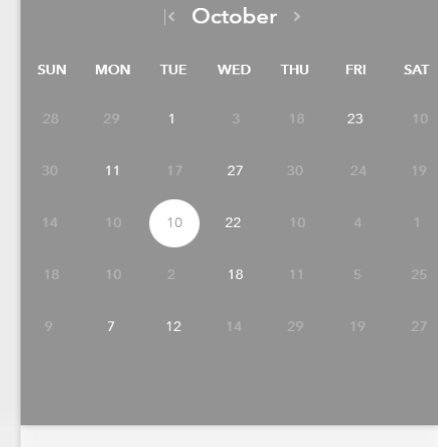 |< October >
SUN MON TUE WED THU FRI SAT
28 29 1 3 18 23 10
30 11 17 27 30 24 19
14 10 10 22 10 4 1
18 10 2 18 11 5 25
9 7 12 14 29 19 27